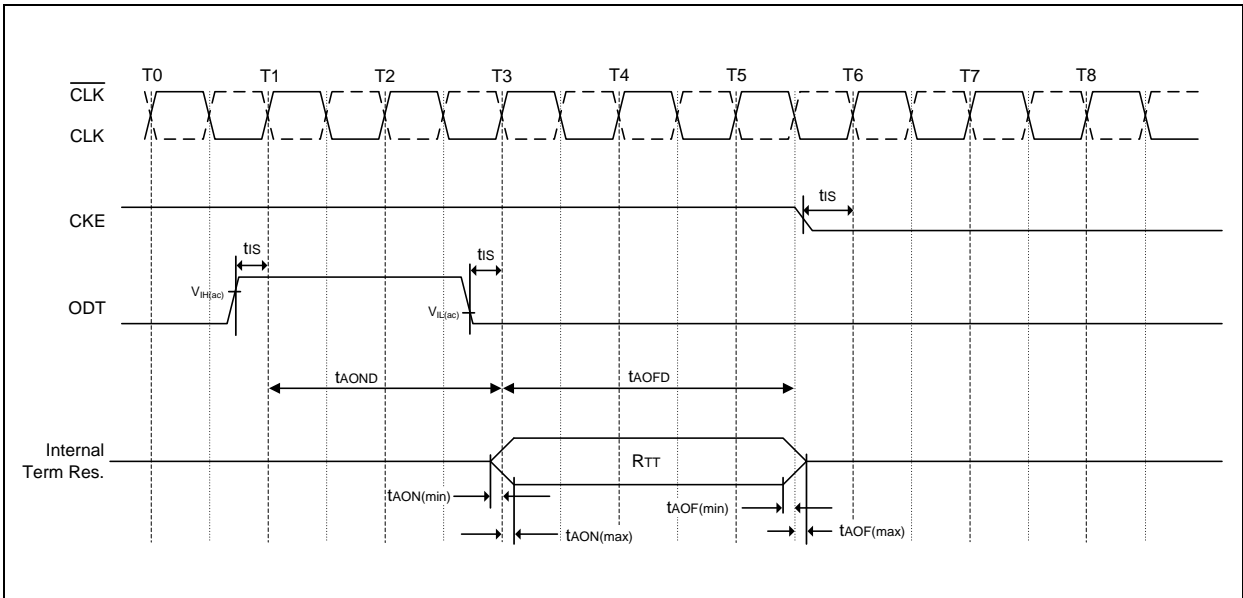 T0 T1 T2 T3 T4 T5 T6 T7 T8
CLK
CLK
CKE
tIS
tIS
tIS
VIH(ac)
VIL(ac)
ODT
tAOND
tAOFD
Internal
Term Res.
RTT
tAON(min)
tAOF(min)
tAON(max)
tAOF(max)